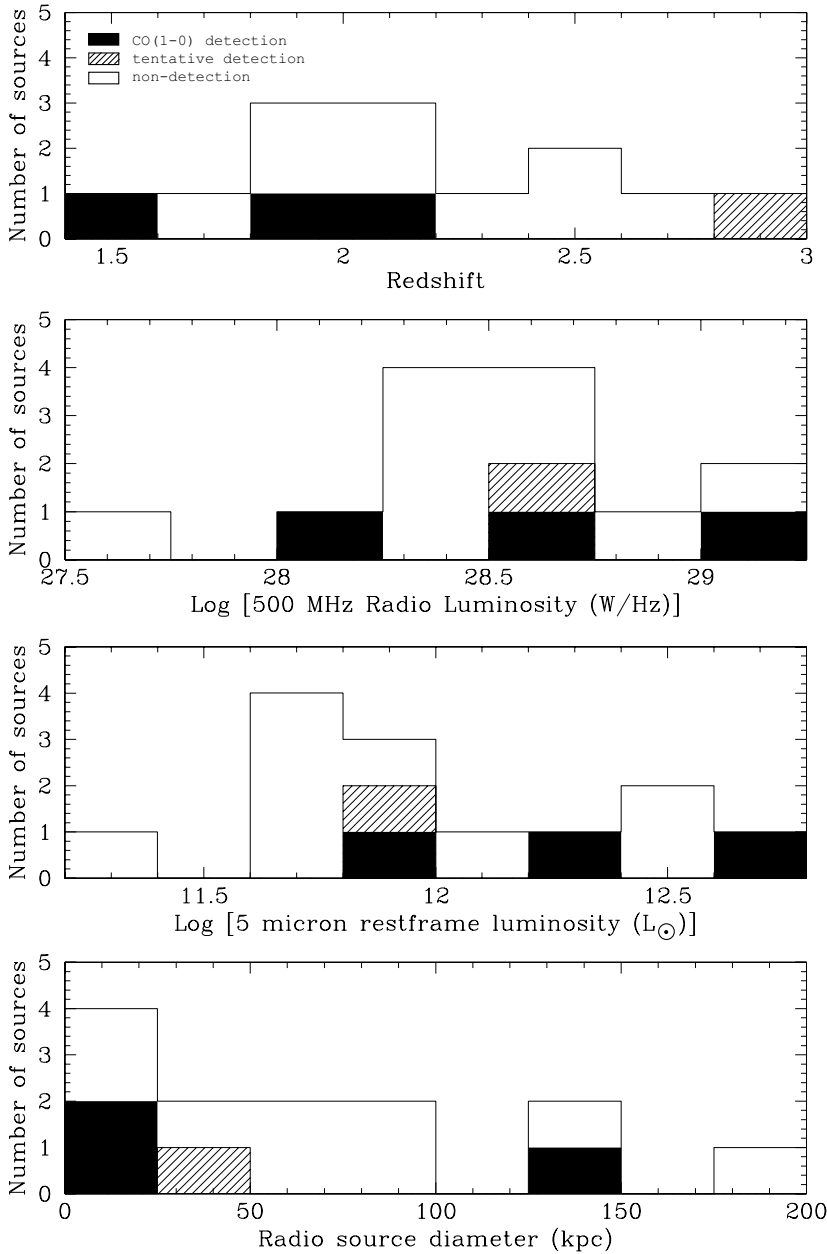 5
4
3
2
1
0
Number of sources
CO(1-0) detection
tentative detection
non-detection
1.5 2 2.5 3
Redshift
5
4
3
2
1
0
Number of sources
27.5 28 28.5 29
Log [500 MHz Radio Luminosity (W/Hz)]
5
4
3
2
1
0
Number of sources
11.5 12 12.5
Log [5 micron restframe luminosity (L☉)]
5
4
3
2
1
0
Number of sources
0 50 100 150 200
Radio source diameter (kpc)